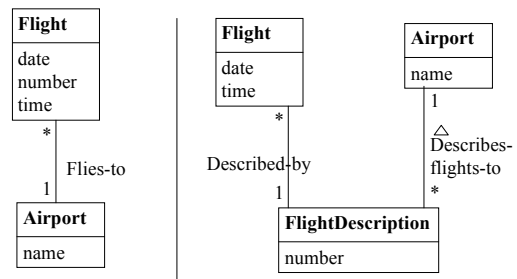 Flight
date
number
time
*
Flies-to
1
Airport
name
Flight
date
time
*
Described-by
1
Airport
name
1
Describes-
flights-to
*
FlightDescription
number